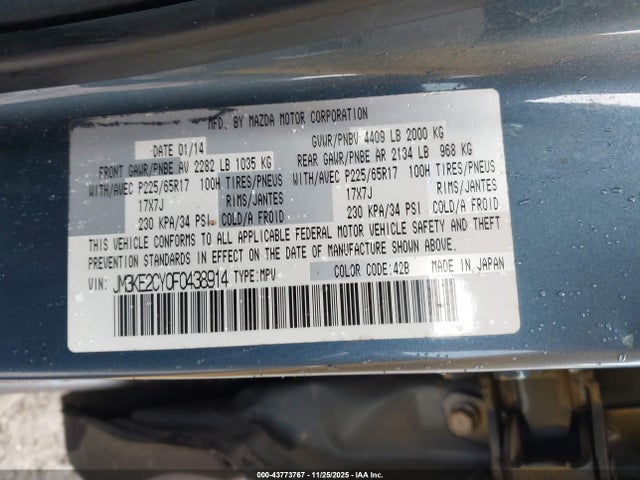 MFD. BY MAZDA MOTOR CORPORATION
DATE 01/14 GVWR/PNBV 4409 LB 2000 KG
FRONT GAWR/PNBE AV 2282 LB 1035 KG REAR GAWR/PNBE AR 2134 LB 968 KG
WITH/AVEC P225/65R17 100H TIRES/PNEUS WITH/AVEC P225/65R17 100H TIRES/PNEUS
17X7J RIMS/JANTES 17X7J RIMS/JANTES
230 KPA/34 PSI COLD/A FROID 230 KPA/34 PSI COLD/A FROID
THIS VEHICLE CONFORMS TO ALL APPLICABLE FEDERAL MOTOR VEHICLE SAFETY AND THEFT
PREVENTION STANDARDS IN EFFECT ON THE DATE OF MANUFACTURE SHOWN ABOVE.
VIN: JM3KE2CY0F0438914 TYPE: MPV COLOR CODE: 42B MADE IN JAPAN
000-43773767 - 11/25/2025 - IAA Inc.